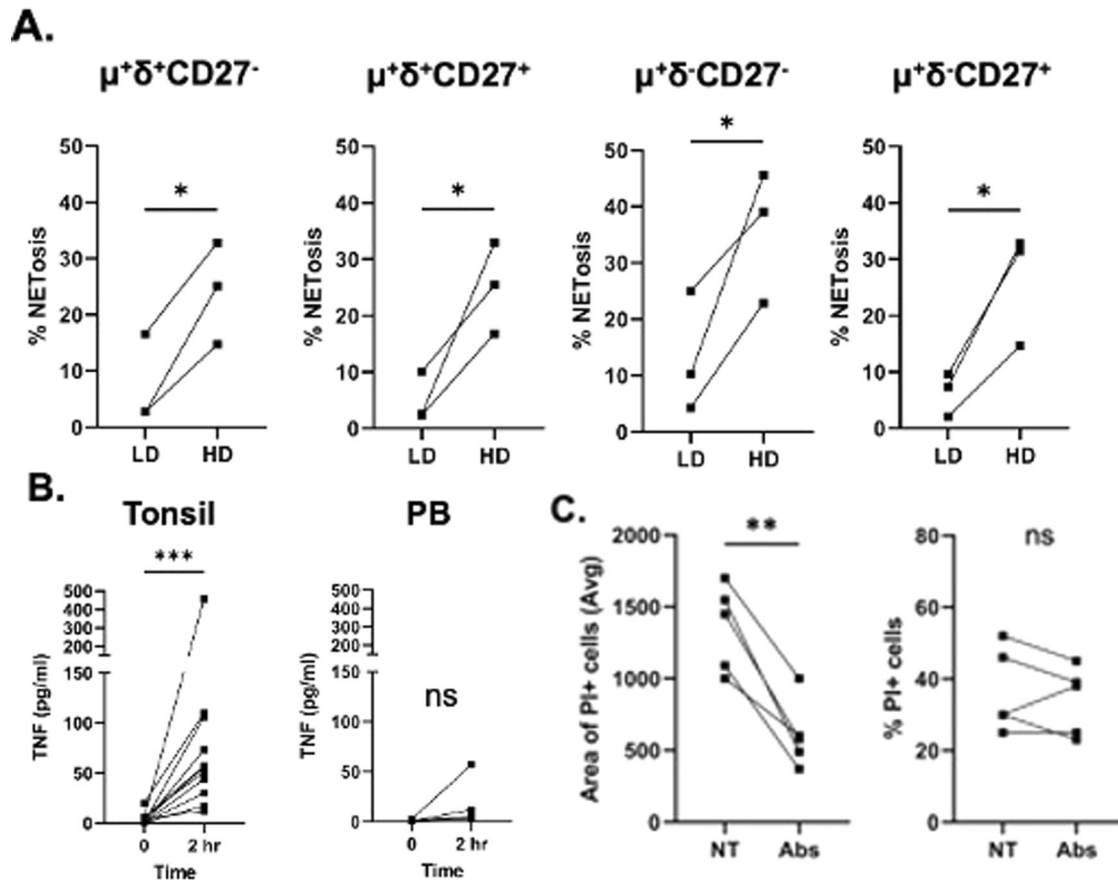 A.
μ⁺δ⁺CD27⁻ μ⁺δ⁺CD27⁺ μ⁺δ⁻CD27⁻ μ⁺δ⁻CD27⁺
50
40
30
20
10
0
% NETosis
*
LD HD
50
40
30
20
10
0
% NETosis
*
LD HD
50
40
30
20
10
0
% NETosis
*
LD HD
50
40
30
20
10
0
% NETosis
*
LD HD
B.
Tonsil
***
500
400
300
200
150
100
50
0
TNF (pg/ml)
0 2 hr
Time
PB
500
400
300
200
150
100
50
0
TNF (pg/ml)
ns
0 2 hr
Time
C.
2000
1500
1000
500
0
Area of PI+ cells (Avg)
**
NT Abs
80
60
40
20
0
% PI+ cells
ns
NT Abs